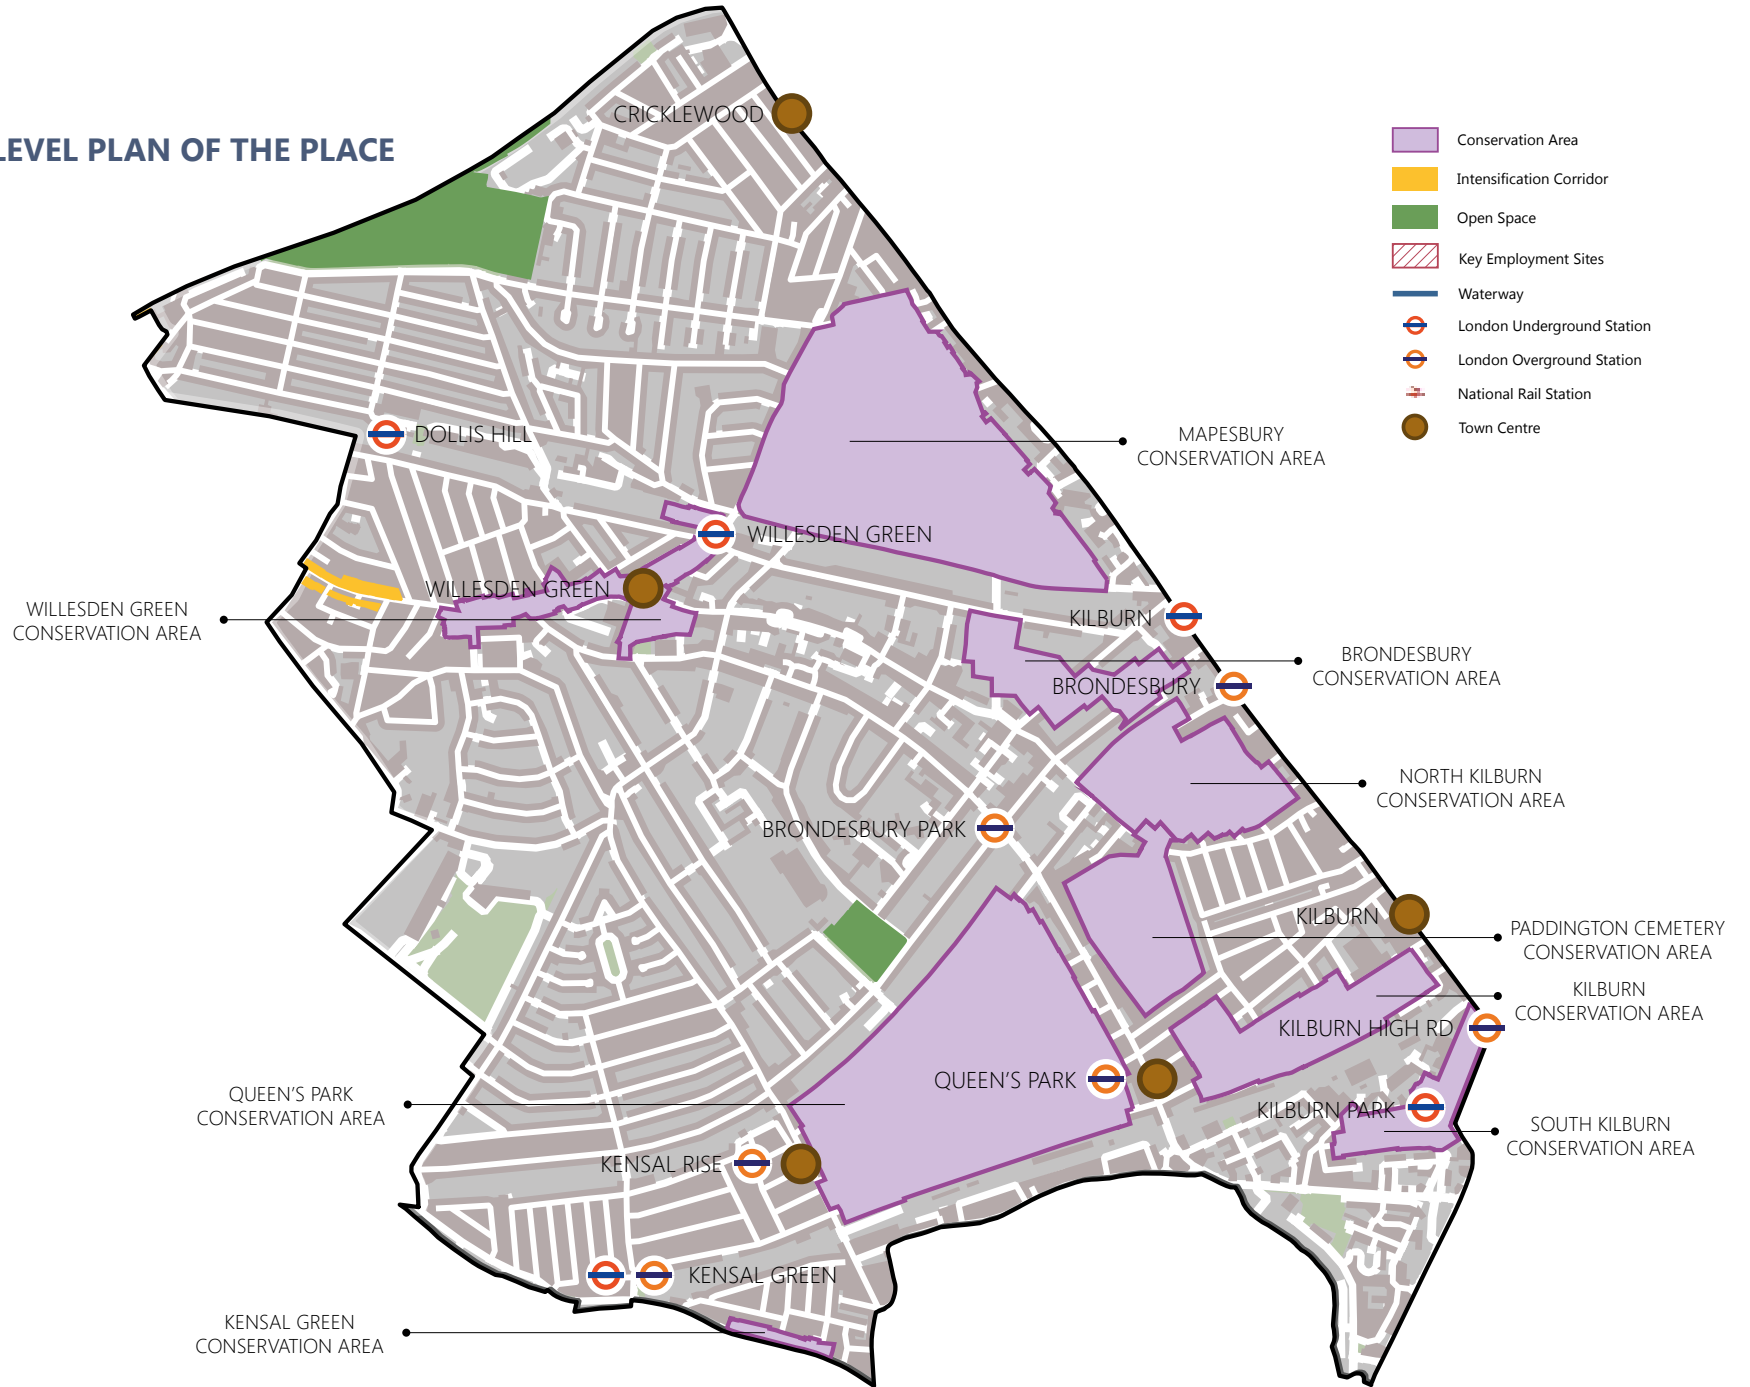 LEVEL PLAN OF THE PLACE
Conservation Area
Intensification Corridor
Open Space
Key Employment Sites
Waterway
London Underground Station
London Overground Station
National Rail Station
Town Centre
CRICKLEWOOD
DOLLIS HILL
MAPESBURY
CONSERVATION AREA
WILLESDEN GREEN
WILLESDEN GREEN
WILLESDEN GREEN
CONSERVATION AREA
KILBURN
BRONDESBURY
CONSERVATION AREA
BRONDESBURY
NORTH KILBURN
CONSERVATION AREA
BRONDESBURY PARK
KILBURN
PADDINGTON CEMETERY
CONSERVATION AREA
KILBURN
CONSERVATION AREA
KILBURN HIGH RD
QUEEN'S PARK
QUEEN'S PARK
CONSERVATION AREA
KILBURN PARK
SOUTH KILBURN
CONSERVATION AREA
KENSAL RISE
KENSAL GREEN
KENSAL GREEN
CONSERVATION AREA